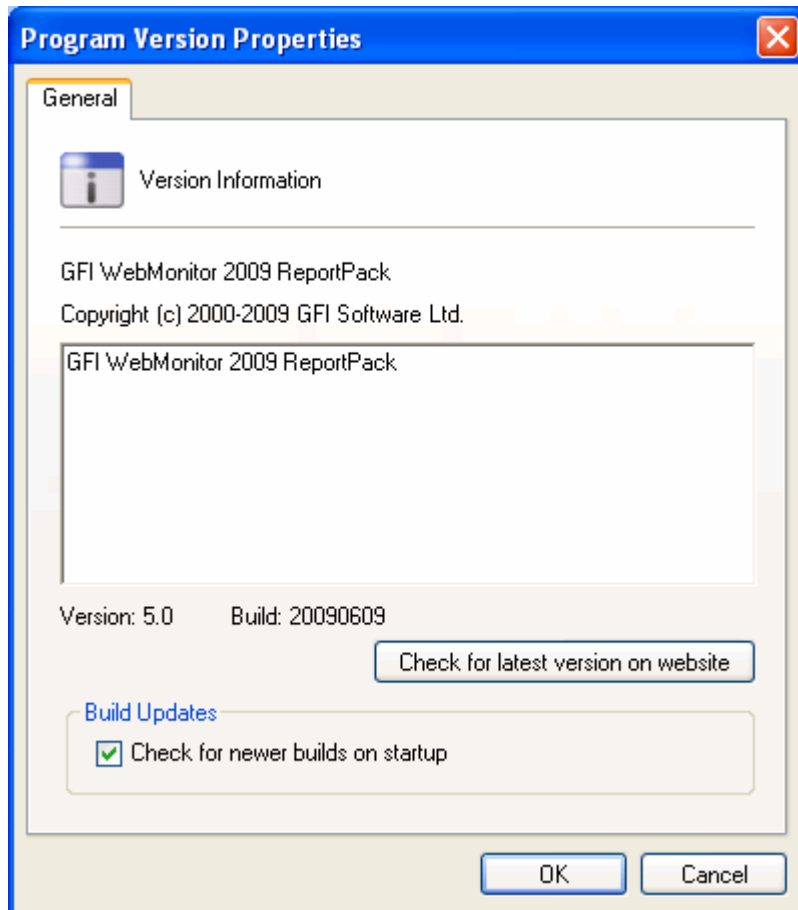 Program Version Properties
General
Version Information
GFI WebMonitor 2009 ReportPack
Copyright (c) 2000-2009 GFI Software Ltd.
GFI WebMonitor 2009 ReportPack
Version: 5.0 Build: 20090609
Check for latest version on website
Build Updates
Check for newer builds on startup
OK Cancel